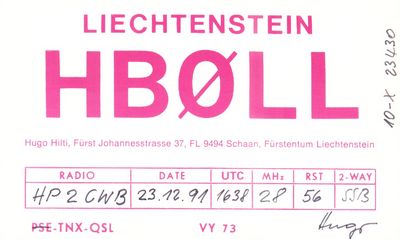 LIECHTENSTEIN
HBØLL
10-X 23430
Hugo Hilti, Fürst Johannesstrasse 37, FL 9494 Schaan, Fürstentum Liechtenstein
RADIO DATE UTC MHz RST 2-WAY
HP2CWB 23.12.91 1638 28 56 SSB
PSE-TNX-QSL VY 73 Hugo